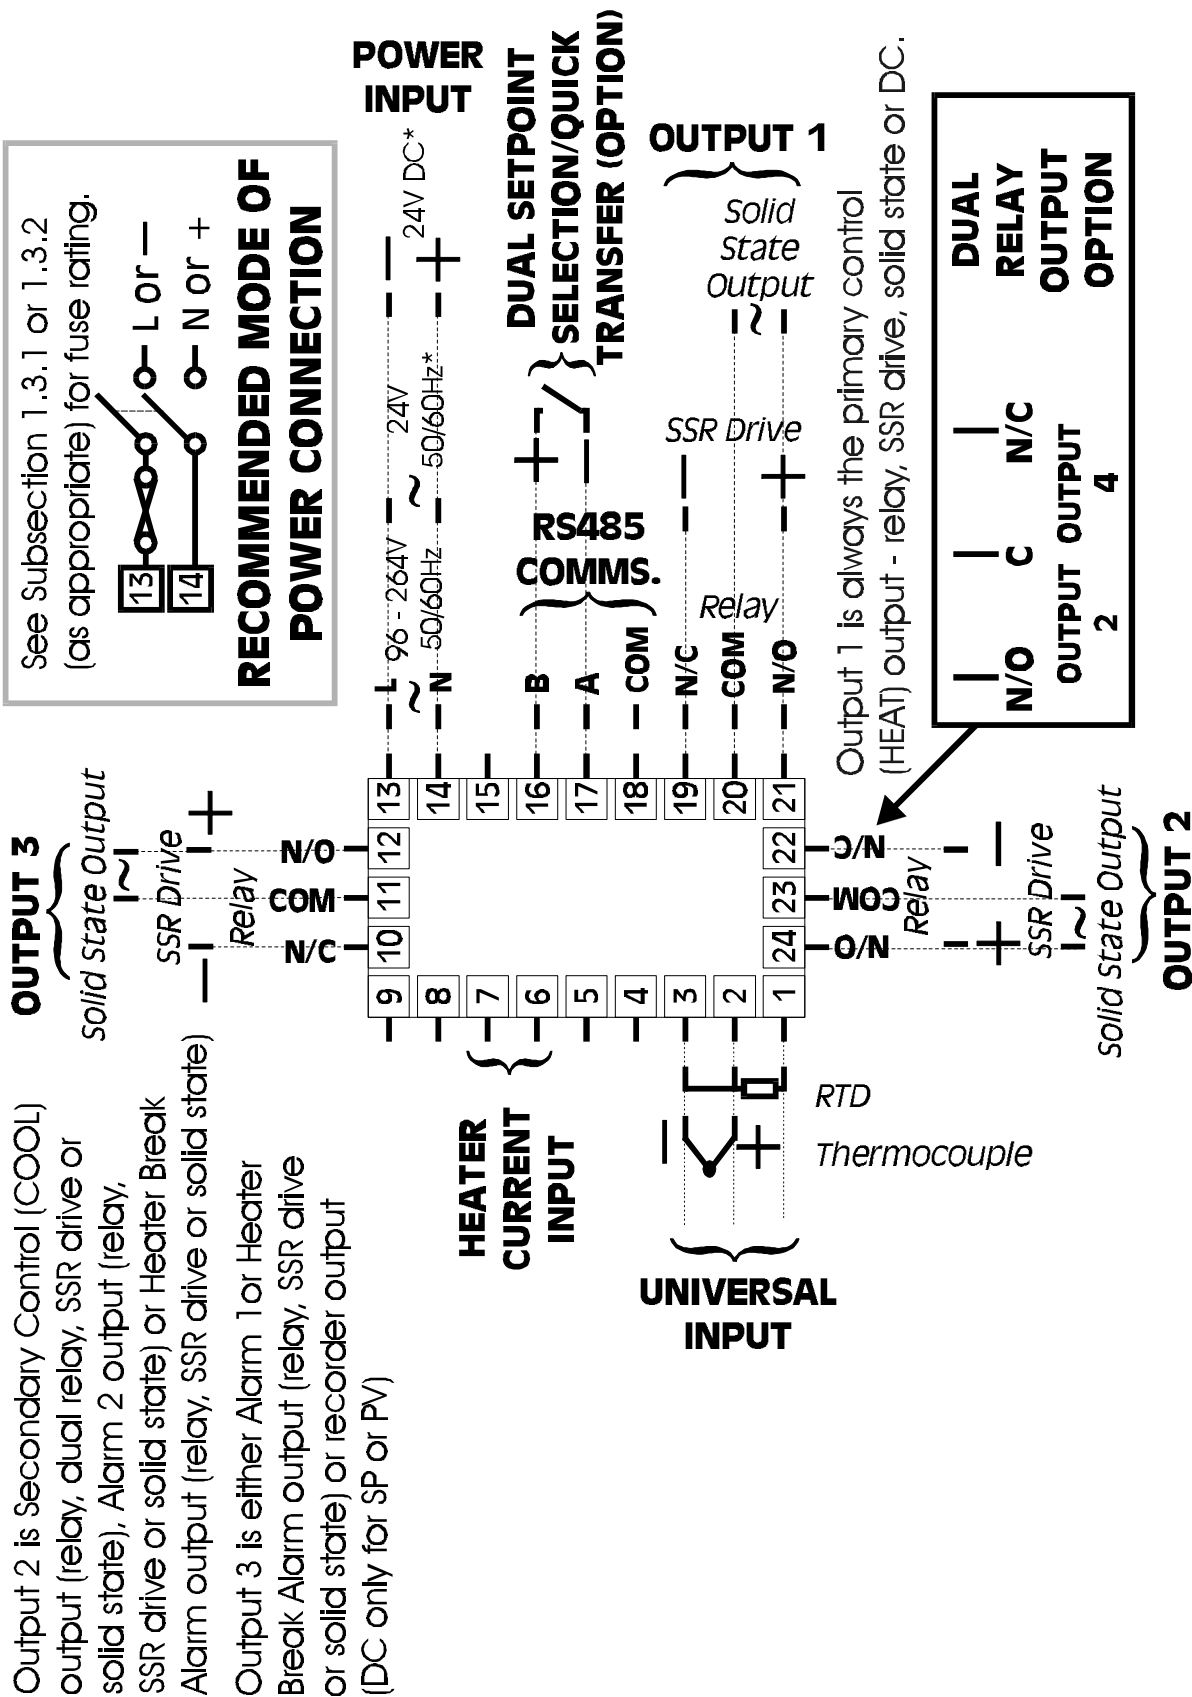 Output 2 is Secondary Control (COOL)
output (relay, dual relay, SSR drive or
solid state), Alarm 2 output (relay,
SSR drive or solid state) or Heater Break
Alarm output (relay, SSR drive or solid state)
Output 3 is either Alarm 1or Heater
Break Alarm output (relay, SSR drive
or solid state) or recorder output
(DC only for SP or PV)
OUTPUT 3
Solid State Output
~
SSR Drive
+
—
Relay
N/O
COM
N/C
See Subsection 1.3.1 or 1.3.2
(as appropriate) for fuse rating.
13
L or —
14
N or +
RECOMMENDED MODE OF
POWER CONNECTION
POWER
INPUT
L
96 - 264V
24V
—
24V DC*
~
~
N
50/60Hz
50/60Hz*
+
DUAL SETPOINT
SELECTION/QUICK
TRANSFER (OPTION)
+
—
RS485
COMMS.
B
A
COM
OUTPUT 1
Solid
State
Output
~
SSR Drive
—
+
Relay
N/C
COM
N/O
Output 1 is always the primary control
(HEAT) output - relay, SSR drive, solid state or DC.
DUAL
RELAY
OUTPUT
OPTION
N/O
C
N/C
OUTPUT
2
OUTPUT
4
9
8
7
6
5
4
3
2
1
10
11
12
13
14
15
16
17
18
19
20
21
22
23
24
N/C
COM
N/O
Relay
—
+
SSR Drive
~
Solid State Output
OUTPUT 2
HEATER
CURRENT
INPUT
RTD
—
+
Thermocouple
UNIVERSAL
INPUT